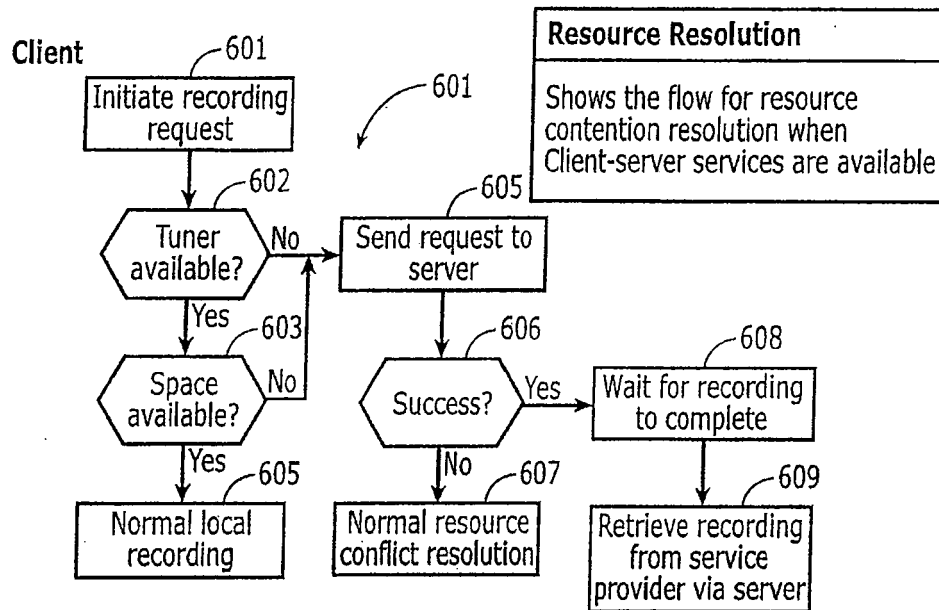 Client
601
Initiate recording
request
601
Resource Resolution
Shows the flow for resource
contention resolution when
Client-server services are available
602
Tuner
available?
No
Yes
605
Send request to
server
603
Space
available?
No
Yes
606
Success?
Yes
No
608
Wait for recording
to complete
605
Normal local
recording
607
Normal resource
conflict resolution
609
Retrieve recording
from service
provider via server